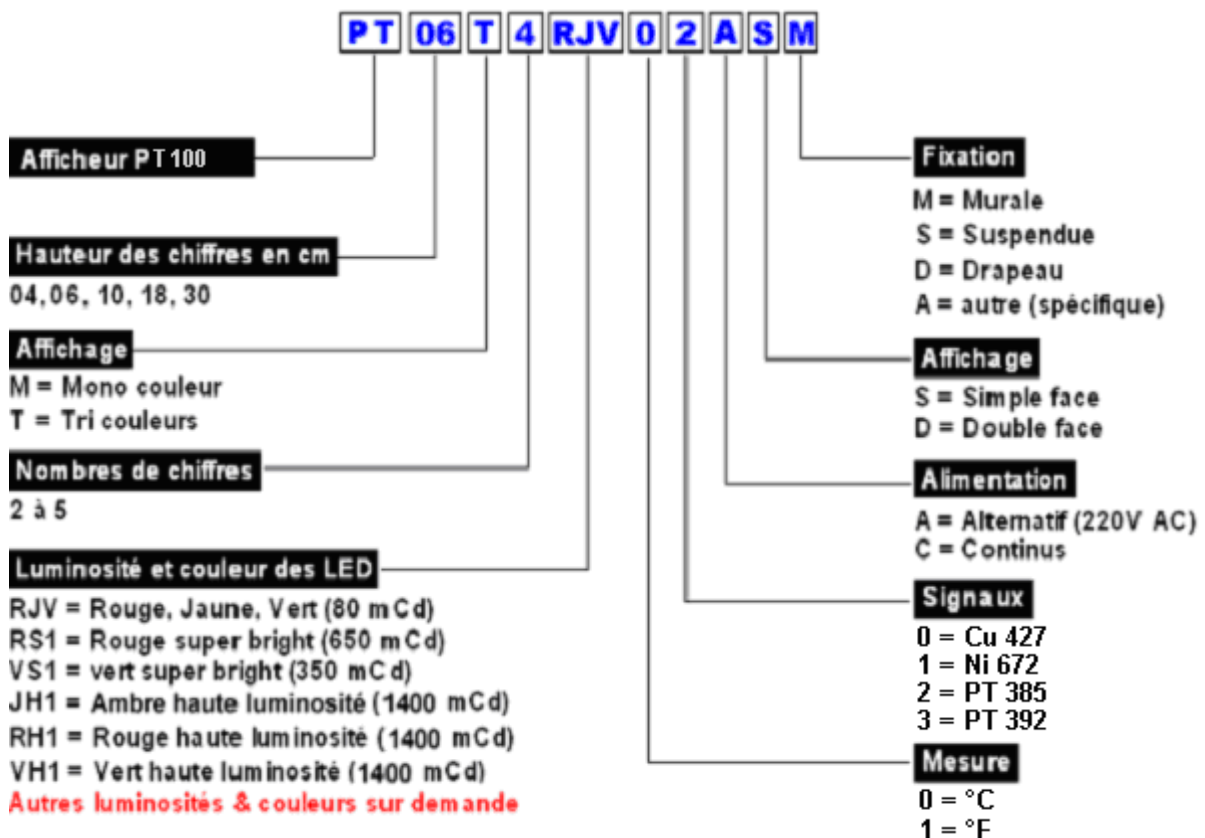 PT 06 T 4 RJV 0 2 A S M
Afficheur PT100
Hauteur des chiffres en cm
04, 06, 10, 18, 30
Affichage
M = Mono couleur
T = Tri couleurs
Nombres de chiffres
2 à 5
Luminosité et couleur des LED
RJV = Rouge, Jaune, Vert (80 mCd)
RS1 = Rouge super bright (650 mCd)
VS1 = vert super bright (350 mCd)
JH1 = Ambre haute luminosité (1400 mCd)
RH1 = Rouge haute luminosité (1400 mCd)
VH1 = Vert haute luminosité (1400 mCd)
Autres luminosités & couleurs sur demande
Fixation
M = Murale
S = Suspendue
D = Drapeau
A = autre (spécifique)
Affichage
S = Simple face
D = Double face
Alimentation
A = Alternatif (220V AC)
C = Continus
Signaux
0 = Cu 427
1 = Ni 672
2 = PT 385
3 = PT 392
Mesure
0 = °C
1 = °F